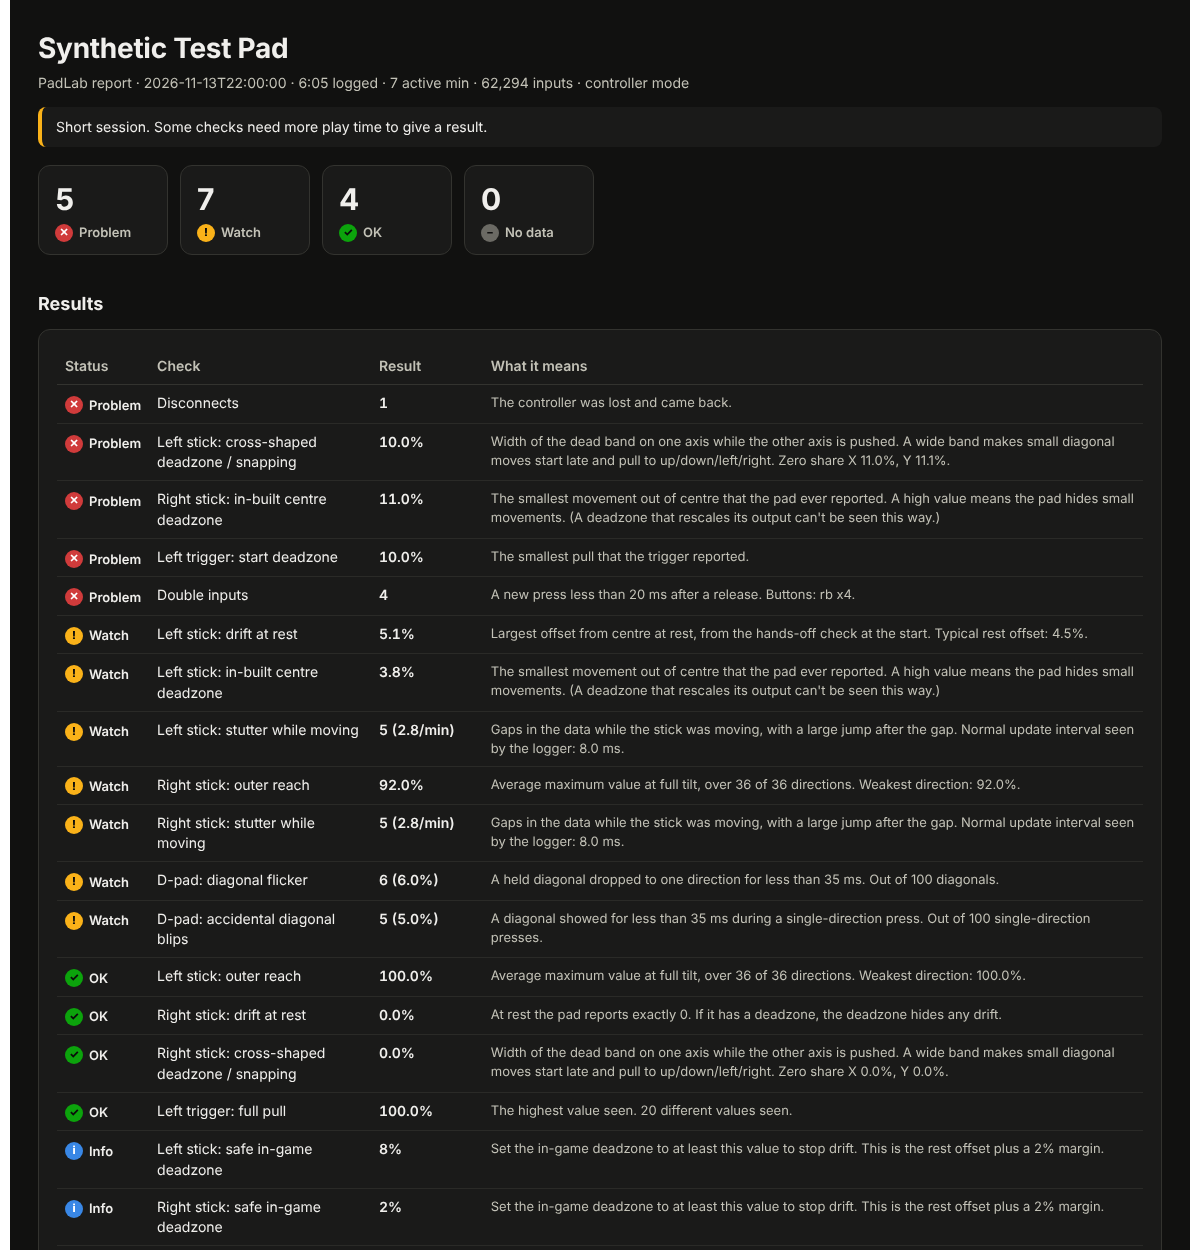 Synthetic Test Pad
PadLab report · 2026-11-13T22:00:00 · 6:05 logged · 7 active min · 62,294 inputs · controller mode
Short session. Some checks need more play time to give a result.
5 7 4 0
Problem Watch OK No data
Results
Status Check Result What it means
Problem Disconnects 1 The controller was lost and came back.
Problem Left stick: cross-shaped 10.0% Width of the dead band on one axis while the other axis is pushed. A wide band makes small diagonal
deadzone / snapping moves start late and pull to up/down/left/right. Zero share X 11.0%, Y 11.1%.
Problem Right stick: in-built centre 11.0% The smallest movement out of centre that the pad ever reported. A high value means the pad hides small
deadzone movements. (A deadzone that rescales its output can't be seen this way.)
Problem Left trigger: start deadzone 10.0% The smallest pull that the trigger reported.
Problem Double inputs 4 A new press less than 20 ms after a release. Buttons: rb x4.
Watch Left stick: drift at rest 5.1% Largest offset from centre at rest, from the hands-off check at the start. Typical rest offset: 4.5%.
Watch Left stick: in-built centre 3.8% The smallest movement out of centre that the pad ever reported. A high value means the pad hides small
deadzone movements. (A deadzone that rescales its output can't be seen this way.)
Watch Left stick: stutter while moving 5 (2.8/min) Gaps in the data while the stick was moving, with a large jump after the gap. Normal update interval seen
by the logger: 8.0 ms.
Watch Right stick: outer reach 92.0% Average maximum value at full tilt, over 36 of 36 directions. Weakest direction: 92.0%.
Watch Right stick: stutter while 5 (2.8/min) Gaps in the data while the stick was moving, with a large jump after the gap. Normal update interval seen
moving by the logger: 8.0 ms.
Watch D-pad: diagonal flicker 6 (6.0%) A held diagonal dropped to one direction for less than 35 ms. Out of 100 diagonals.
Watch D-pad: accidental diagonal 5 (5.0%) A diagonal showed for less than 35 ms during a single-direction press. Out of 100 single-direction
blips presses.
OK Left stick: outer reach 100.0% Average maximum value at full tilt, over 36 of 36 directions. Weakest direction: 100.0%.
OK Right stick: drift at rest 0.0% At rest the pad reports exactly 0. If it has a deadzone, the deadzone hides any drift.
OK Right stick: cross-shaped 0.0% Width of the dead band on one axis while the other axis is pushed. A wide band makes small diagonal
deadzone / snapping moves start late and pull to up/down/left/right. Zero share X 0.0%, Y 0.0%.
OK Left trigger: full pull 100.0% The highest value seen. 20 different values seen.
Info Left stick: safe in-game 8% Set the in-game deadzone to at least this value to stop drift. This is the rest offset plus a 2% margin.
deadzone
Info Right stick: safe in-game 2% Set the in-game deadzone to at least this value to stop drift. This is the rest offset plus a 2% margin.
deadzone